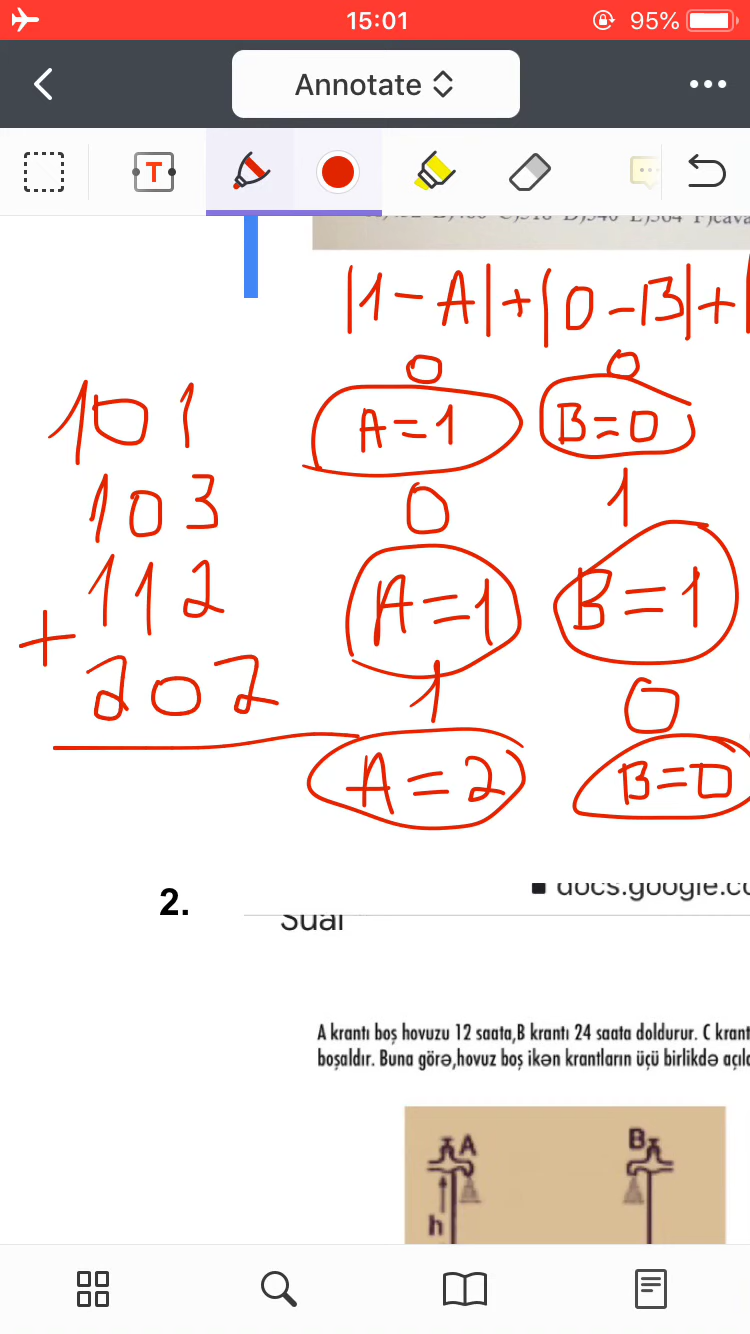 15:01
95%
Annotate
T
|1-A|+|0-B|+|
101
103
112
+ 202
0 0
A=1 B=0
0 1
A=1 B=1
1 0
A=2 B=0
docs.google.c
2.
Sual
A krantı boş hovuzu 12 saata,B krantı 24 saata doldurur. C krant
boşaldır. Buna görə,hovuz boş ikən krantların üçü birlikdə açıl
A
B
h